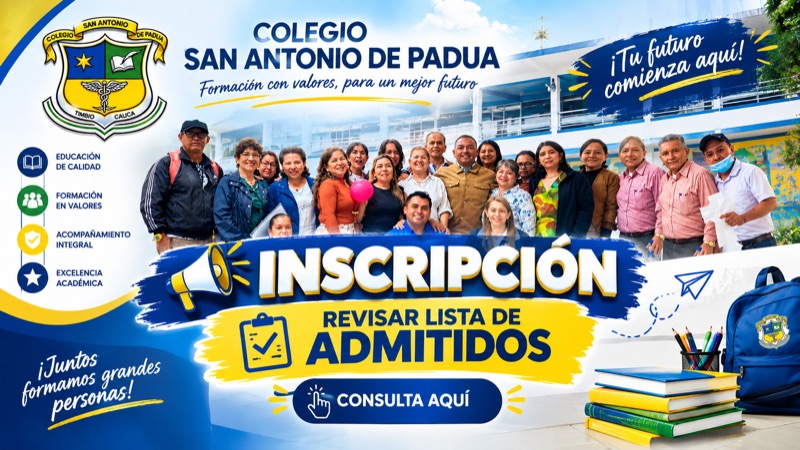 SAN ANTONIO
COLEGIO
DE PADUA
TIMBIO
CAUCA
COLEGIO
SAN ANTONIO DE PADUA
Formación con valores, para un mejor futuro
¡Tu futuro
comienza aquí!
EDUCACIÓN
DE CALIDAD
FORMACIÓN
EN VALORES
ACOMPAÑAMIENTO
INTEGRAL
EXCELENCIA
ACADÉMICA
INSCRIPCIÓN
REVISAR LISTA DE
ADMITIDOS
CONSULTA AQUÍ
¡Juntos
formamos grandes
personas!